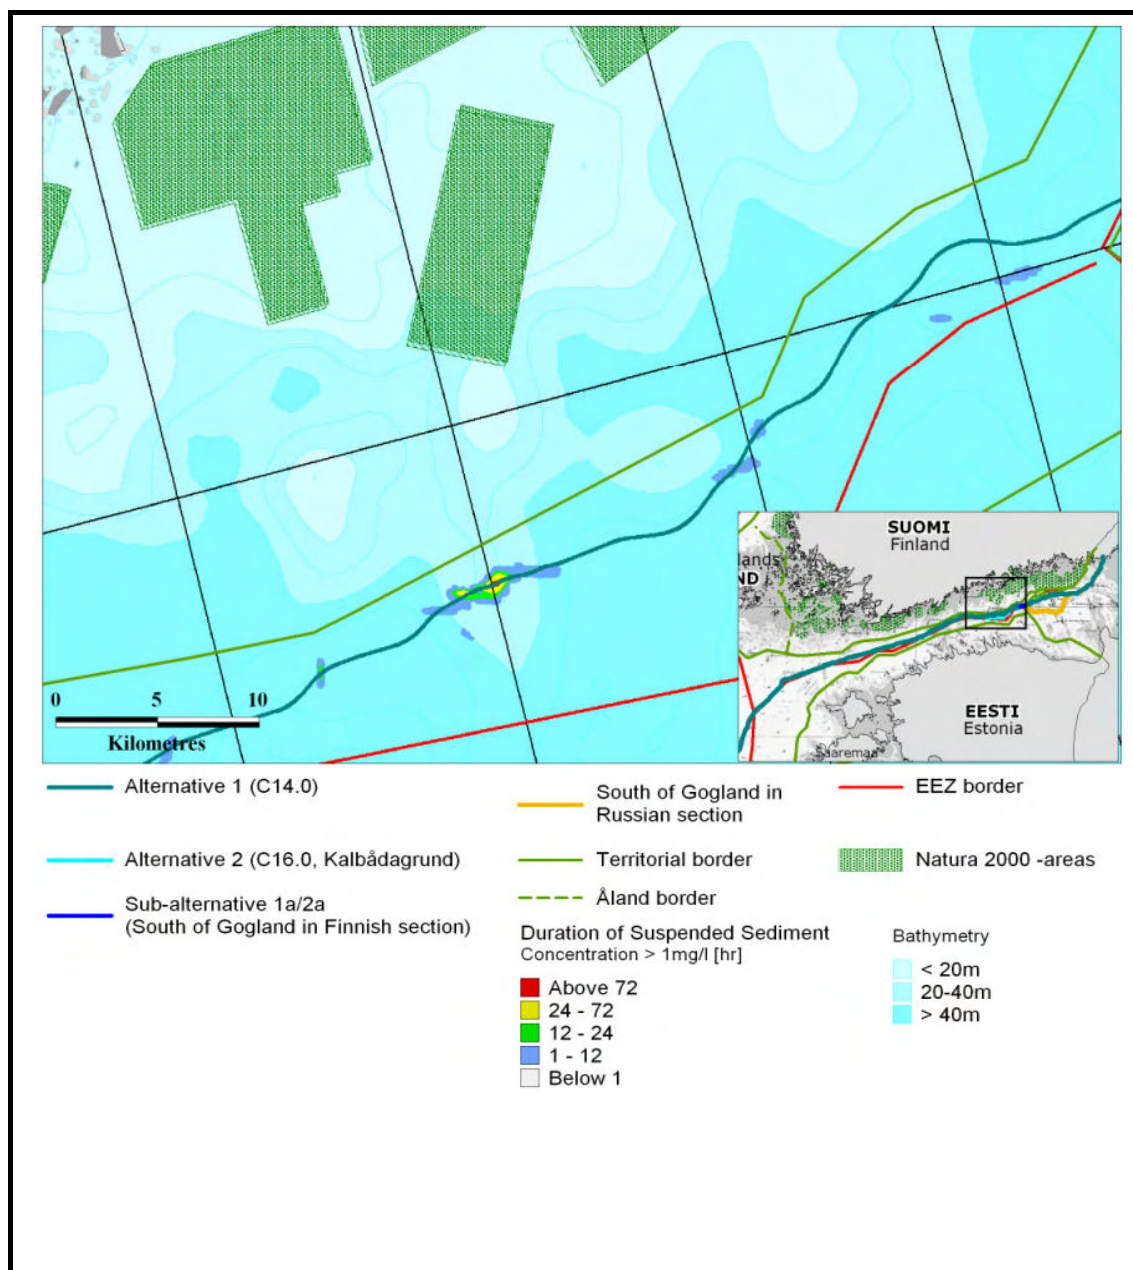 SUOMI
Finland
lands
ND
EESTI
Estonia
Saaremaa
0 5 10
Kilometres
Alternative 1 (C14.0)
Alternative 2 (C16.0, Kalbådagrund)
Sub-alternative 1a/2a
(South of Gogland in Finnish section)
South of Gogland in
Russian section
Territorial border
Åland border
EEZ border
Natura 2000 -areas
Duration of Suspended Sediment
Concentration > 1mg/l [hr]
Above 72
24 - 72
12 - 24
1 - 12
Below 1
Bathymetry
< 20m
20-40m
> 40m